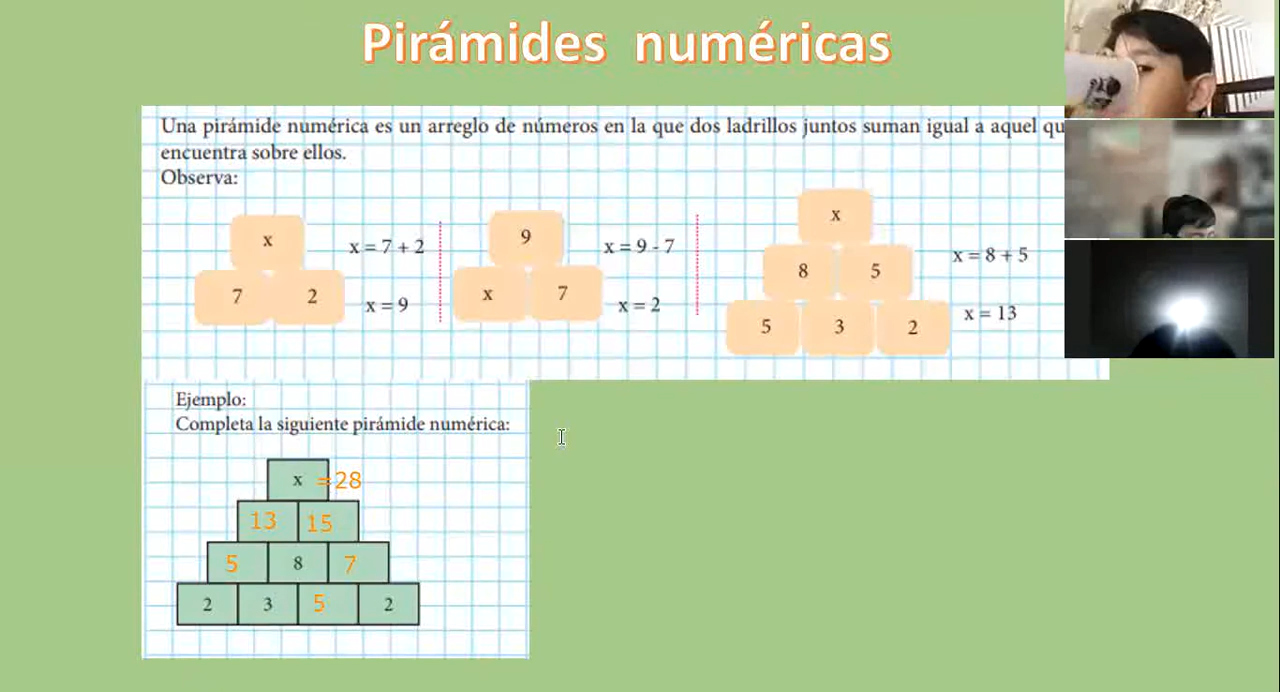 Pirámides numéricas
Una pirámide numérica es un arreglo de números en la que dos ladrillos juntos suman igual a aquel qu
encuentra sobre ellos.
Observa:
x
7 2
x = 7 + 2
x = 9
9
x 7
x = 9 - 7
x = 2
x
8 5
5 3 2
x = 8 + 5
x = 13
Ejemplo:
Completa la siguiente pirámide numérica:
x =28
13 15
5 8 7
2 3 5 2